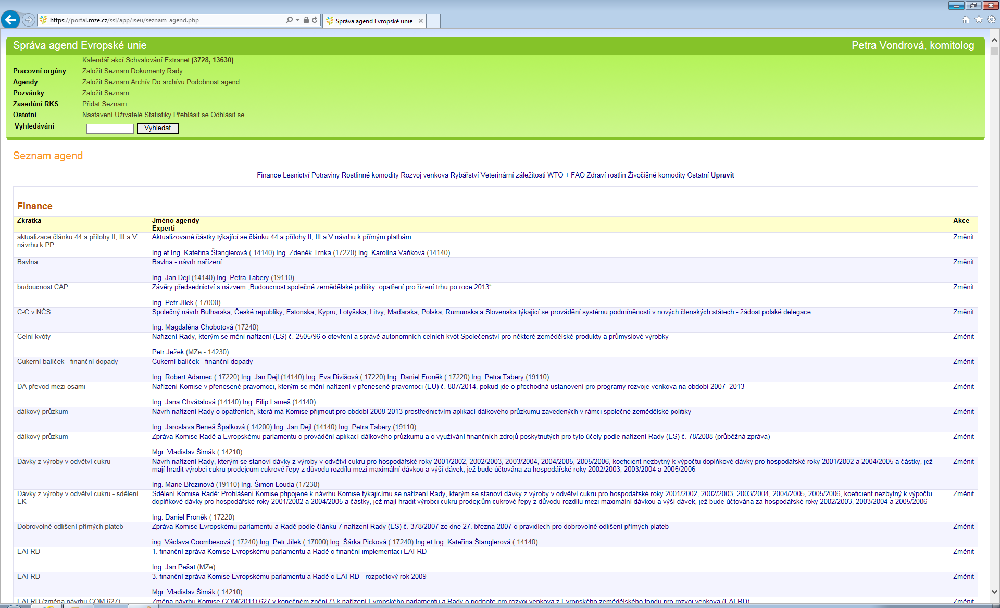 https://portal.mze.cz/ssl/app/iseu/seznam_agend.php
Správa agend Evropské unie
Správa agend Evropské unie
Petra Vondrová, komitolog
Kalendář akcí Schvalování Extranet (3728, 13630)
Pracovní orgány Založit Seznam Dokumenty Rady
Agendy Založit Seznam Archív Do archívu Podobnost agend
Pozvánky Založit Seznam
Zasedání RKS Přidat Seznam
Ostatní Nastavení Uživatelé Statistiky Přehlásit se Odhlásit se
Vyhledávání Vyhledat
Seznam agend
Finance Lesnictví Potraviny Rostlinné komodity Rozvoj venkova Rybářství Veterinární záležitosti WTO + FAO Zdraví rostlin Živočišné komodity Ostatní Upravit
Finance
Zkratka Jméno agendy Akce
Experti
aktualizace článku 44 a přílohy II, III a V Aktualizované částky týkající se článku 44 a přílohy II, III a V návrhu k přímým platbám Změnit
návrhu k PP
Ing.et Ing. Kateřina Štanglerová ( 14140) Ing. Zdeněk Trnka (17220) Ing. Karolína Vaňková (14140)
Bavlna Bavlna - návrh nařízení Změnit
Ing. Jan Dejl (14140) Ing. Petra Tabery (19110)
budoucnost CAP Závěry předsednictví s názvem „Budoucnost společné zemědělské politiky: opatření pro řízení trhu po roce 2013“ Změnit
Ing. Petr Jílek ( 17000)
C-C v NČS Společný návrh Bulharska, České republiky, Estonska, Kypru, Lotyšska, Litvy, Maďarska, Polska, Rumunska a Slovenska týkající se provádění systému podmíněnosti v nových členských státech - žádost polské delegace Změnit
Ing. Magdaléna Chobotová (17240)
Celní kvóty Nařizení Rady, kterým se mění nařízení (ES) č. 2505/96 o otevření a správě autonomních celních kvót Společenství pro některé zemědělské produkty a průmyslové výrobky Změnit
Petr Ježek (MZe - 14230)
Cukerní balíček - finanční dopady Cukerní balíček - finanční dopady Změnit
Ing. Robert Adamec ( 17220) Ing. Jan Dejl (14140) Ing. Eva Divišová ( 17220) Ing. Daniel Froněk ( 17220) Ing. Petra Tabery (19110)
DA převod mezi osami Nařízení Komise v přenesené pravomoci, kterým se mění nařízení v přenesené pravomoci (EU) č. 807/2014, pokud jde o přechodná ustanovení pro programy rozvoje venkova na období 2007–2013 Změnit
Ing. Jana Chvátalová (14140) Ing. Filip Lameš (14140)
dálkový průzkum Návrh nařízení Rady o opatřeních, která má Komise přijmout pro období 2008-2013 prostřednictvím aplikací dálkového průzkumu zavedených v rámci společné zemědělské politiky Změnit
Ing. Jaroslava Beneš Špalková ( 14200) Ing. Jan Dejl (14140) Ing. Petra Tabery (19110)
dálkový průzkum Zpráva Komise Radě a Evropskému parlamentu o provádění aplikací dálkového průzkumu a o využívání finančních zdrojů poskytnutých pro tyto účely podle nařízení Rady (ES) č. 78/2008 (průběžná zpráva) Změnit
Mgr. Vladislav Šimák ( 14210)
Dávky z výroby v odvětví cukru Návrh nařízení Rady, kterým se stanoví dávky z výroby v odvětví cukru pro hospodářské roky 2001/2002, 2002/2003, 2003/2004, 2004/2005, 2005/2006, koeficient nezbytný k výpočtu doplňkové dávky pro hospodářské roky 2001/2002 a 2004/2005 a částky, jež Změnit
mají hradit výrobci cukru prodejcům cukrové řepy z důvodu rozdílu mezi maximální dávkou a výší dávek, jež bude účtována za hospodářské roky 2002/2003, 2003/2004 a 2005/2006
Ing. Marie Březinová (19110) Ing. Šimon Louda (17230)
Dávky z výroby v odvětví cukru - sdělení Sdělení Komise Radě: Prohlášení Komise připojené k návrhu Komise týkajícímu se nařízení Rady, kterým se stanoví dávky z výroby v odvětví cukru pro hospodářské roky 2001/2002, 2002/2003, 2003/2004, 2004/2005, 2005/2006, koeficient nezbytný k výpočtu Změnit
EK doplňkové dávky pro hospodářské roky 2001/2002 a 2004/2005 a částky, jež mají hradit výrobci cukru prodejcům cukrové řepy z důvodu rozdílu mezi maximální dávkou a výší dávek, jež bude účtována za hospodářské roky 2002/2003, 2003/2004 a 2005/2006
Ing. Daniel Froněk ( 17220)
Dobrovolné odlišení přímých plateb Zpráva Komise Evropskému parlamentu a Radě podle článku 7 nařízení Rady (ES) č. 378/2007 ze dne 27. března 2007 o pravidlech pro dobrovolné odlišení přímých plateb Změnit
ing. Václava Coombesová ( 17240) Ing. Petr Jílek ( 17000) Ing. Šárka Picková ( 17240) Ing.et Ing. Kateřina Štanglerová ( 14140)
EAFRD 1. finanční zpráva Komise Evropskému parlamentu a Radě o finanční implementaci EAFRD Změnit
Ing. Jan Pešat (MZe)
EAFRD 3. finanční zpráva Komise Evropskému parlamentu a Radě o EAFRD - rozpočtový rok 2009 Změnit
Mgr. Vladislav Šimák ( 14210)
EAFRD (změna návrhu COM 627) Změna návrhu Komise COM(2011) 627 v konečném znění /3 k nařízení Evropského parlamentu a Rady o podpoře pro rozvoj venkova z Evropského zemědělského fondu pro rozvoj venkova (EAFRD) Změnit